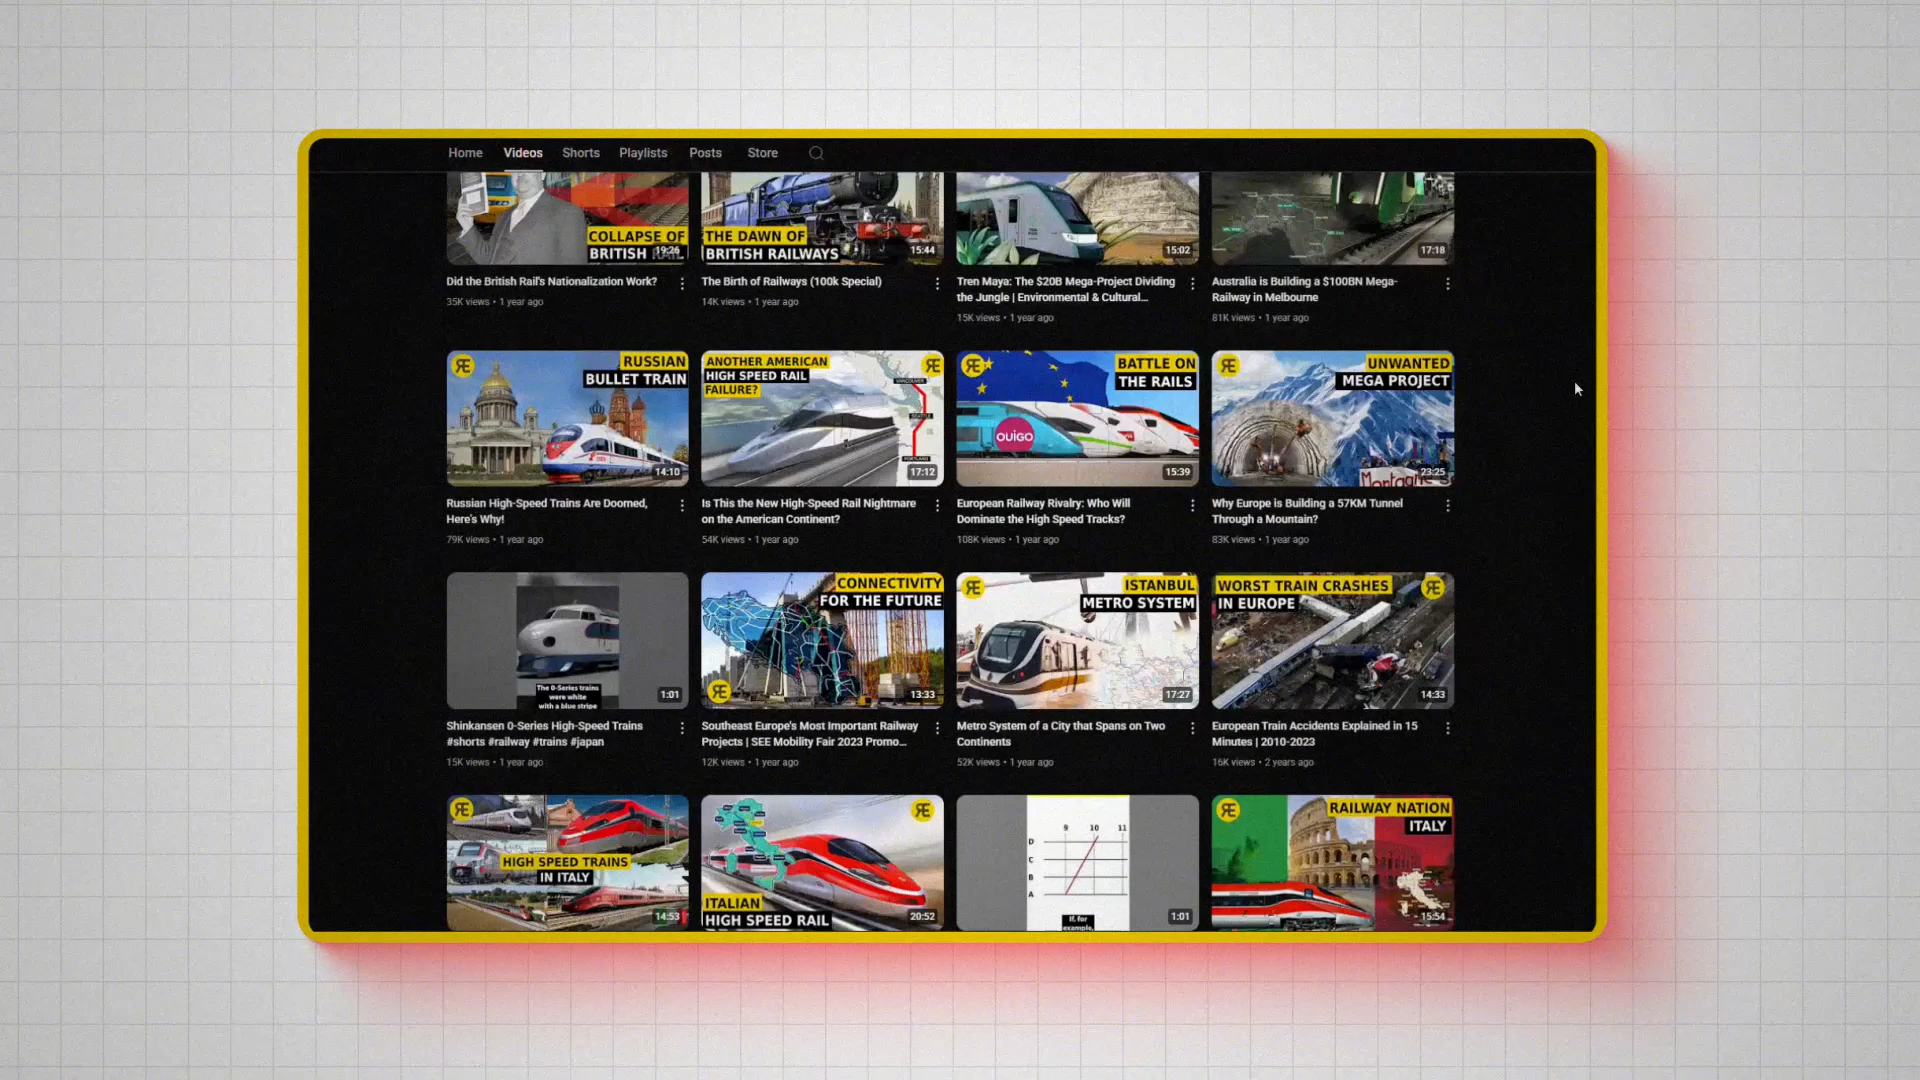 Home Videos Shorts Playlists Posts Store
COLLAPSE OF
BRITISH RAIL
19:26
THE DAWN OF
BRITISH RAILWAYS
15:44
15:02
17:18
Did the British Rail's Nationalization Work?
35K views • 1 year ago
The Birth of Railways (100k Special)
14K views • 1 year ago
Tren Maya: The $20B Mega-Project Dividing
the Jungle | Environmental & Cultural...
15K views • 1 year ago
Australia is Building a $100BN Mega-
Railway in Melbourne
81K views • 1 year ago
RUSSIAN
BULLET TRAIN
14:10
ANOTHER AMERICAN
HIGH SPEED RAIL
FAILURE?
VANCOUVER
SEATTLE
PORTLAND
17:12
BATTLE ON
THE RAILS
OUIGO
15:39
UNWANTED
MEGA PROJECT
Montagne
23:25
Russian High-Speed Trains Are Doomed,
Here's Why!
79K views • 1 year ago
Is This the New High-Speed Rail Nightmare
on the American Continent?
54K views • 1 year ago
European Railway Rivalry: Who Will
Dominate the High Speed Tracks?
108K views • 1 year ago
Why Europe is Building a 57KM Tunnel
Through a Mountain?
83K views • 1 year ago
The 0-Series trains
were white
with a blue stripe
1:01
CONNECTIVITY
FOR THE FUTURE
13:33
ISTANBUL
METRO SYSTEM
17:27
WORST TRAIN CRASHES
IN EUROPE
14:33
Shinkansen 0-Series High-Speed Trains
#shorts #railway #trains #japan
15K views • 1 year ago
Southeast Europe's Most Important Railway
Projects | SEE Mobility Fair 2023 Promo...
12K views • 1 year ago
Metro System of a City that Spans on Two
Continents
52K views • 1 year ago
European Train Accidents Explained in 15
Minutes | 2010-2023
16K views • 2 years ago
HIGH SPEED TRAINS
IN ITALY
14:53
ITALIAN
HIGH SPEED RAIL
20:52
9 10 11
D
C
B
A
If, for
example,
1:01
RAILWAY NATION
ITALY
15:54